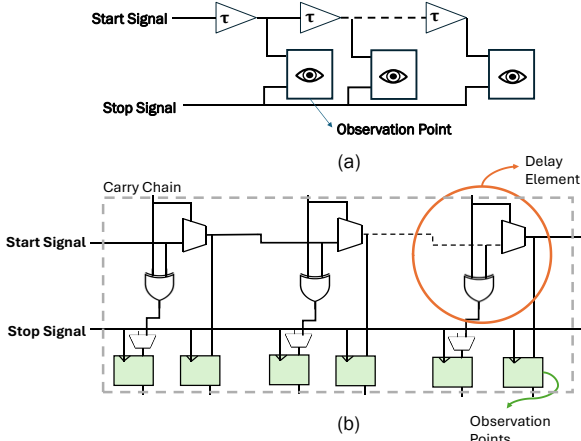 Start Signal
τ
τ
τ
Stop Signal
Observation Point
(a)
Delay
Element
Carry Chain
Start Signal
Stop Signal
(b)
Observation
Points